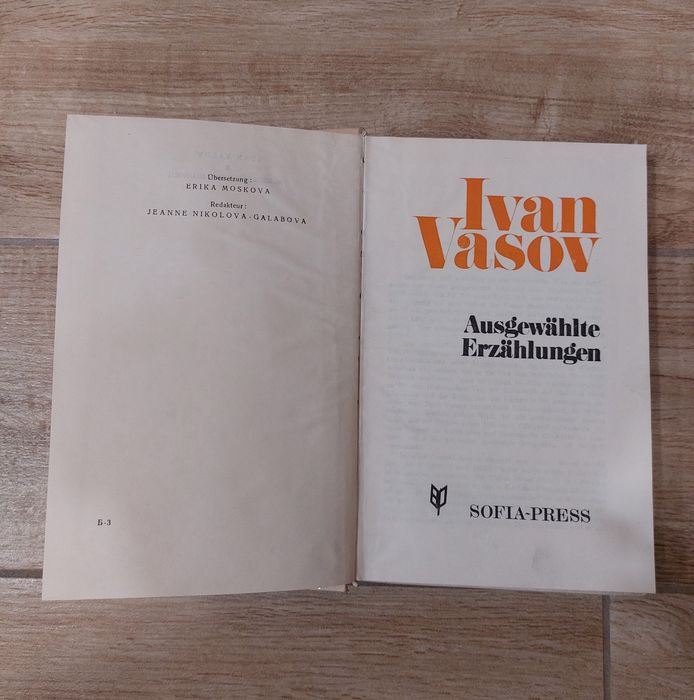 Übersetzung:
ERIKA MOSKOVA
Redakteur:
JEANNE NIKOLOVA-GALABOVA
Б-3
Ivan
Vasov
Ausgewählte
Erzählungen
SOFIA-PRESS